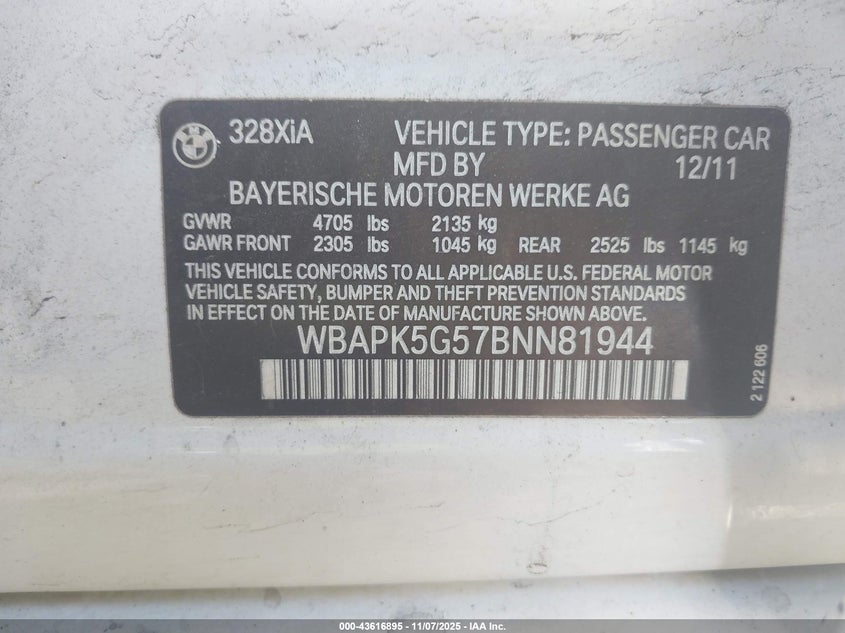 BMW
328XiA VEHICLE TYPE: PASSENGER CAR
MFD BY 12/11
BAYERISCHE MOTOREN WERKE AG
GVWR 4705 lbs 2135 kg
GAWR FRONT 2305 lbs 1045 kg REAR 2525 lbs 1145 kg
THIS VEHICLE CONFORMS TO ALL APPLICABLE U.S. FEDERAL MOTOR
VEHICLE SAFETY, BUMPER AND THEFT PREVENTION STANDARDS
IN EFFECT ON THE DATE OF MANUFACTURE SHOWN ABOVE.
WBAPK5G57BNN81944
2 122 606
000-43616895 - 11/07/2025 - IAA Inc.